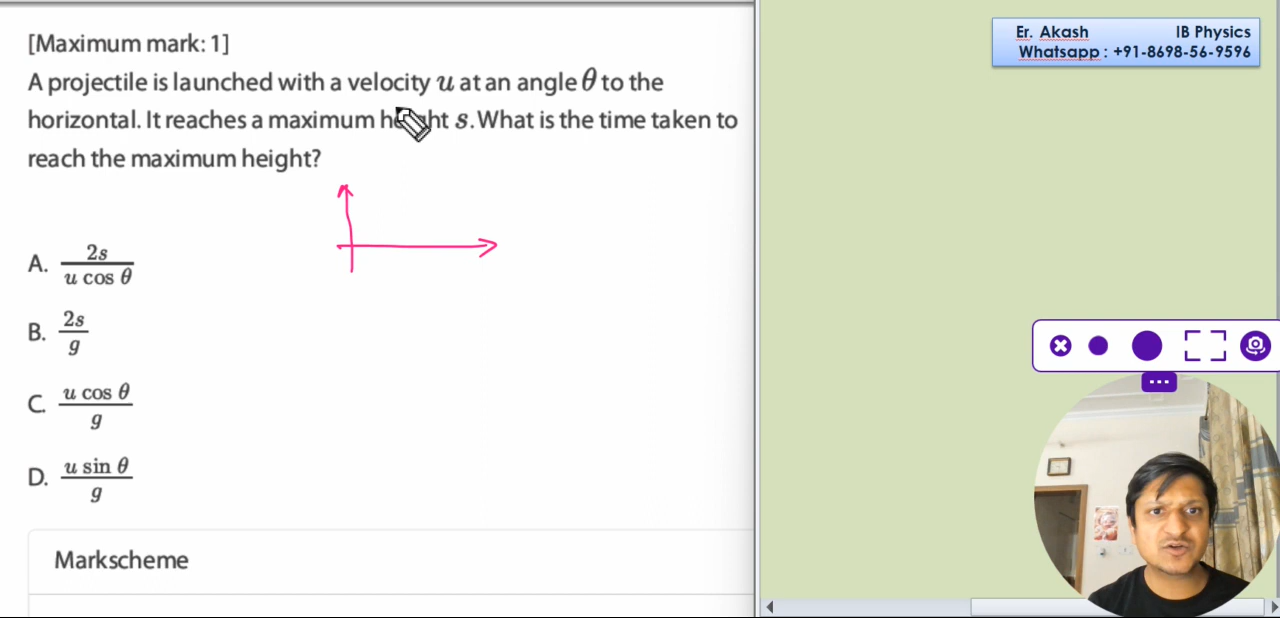 [Maximum mark: 1]
A projectile is launched with a velocity u at an angle θ to the
horizontal. It reaches a maximum height s. What is the time taken to
reach the maximum height?
A. 2s / u cos θ
B. 2s / g
C. u cos θ / g
D. u sin θ / g
Markscheme
Er. Akash IB Physics
Whatsapp : +91-8698-56-9596